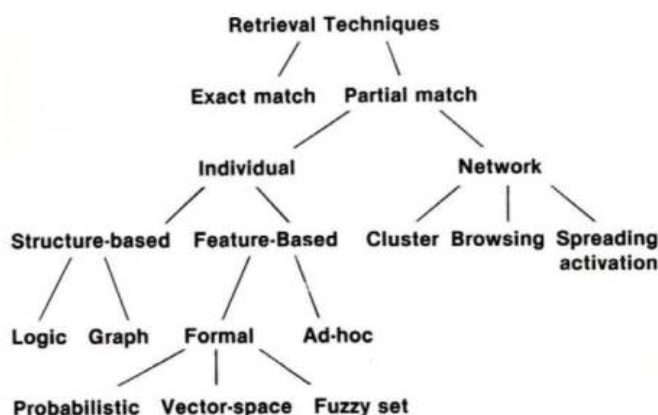 Retrieval Techniques
Exact match Partial match
Individual Network
Structure-based Feature-Based Cluster Browsing Spreading
activation
Logic Graph Formal Ad-hoc
Probabilistic Vector-space Fuzzy set